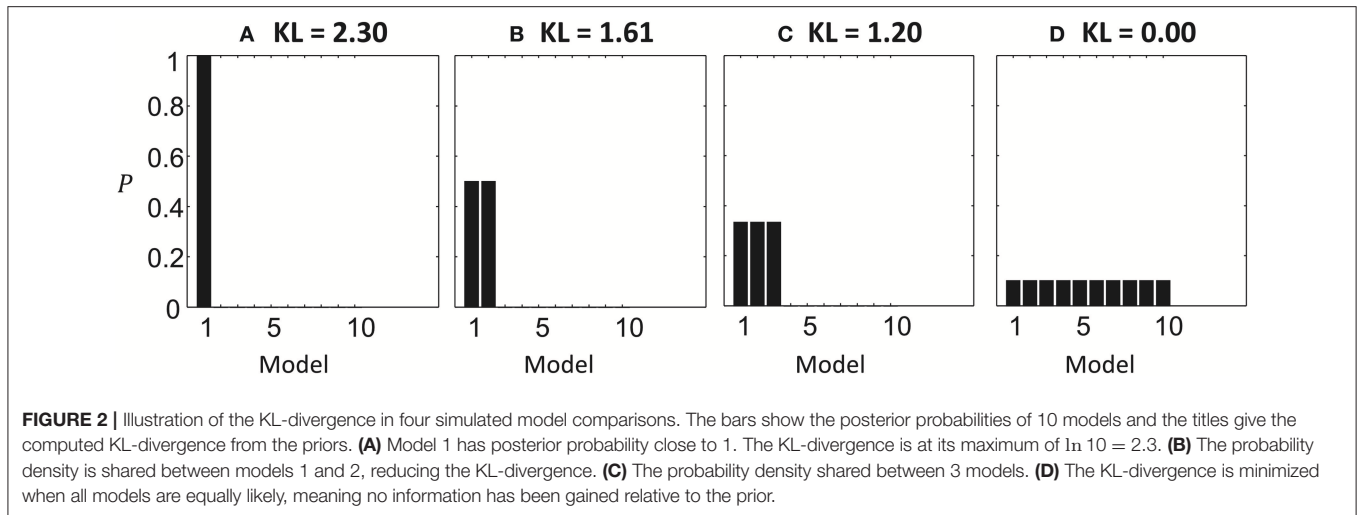 A KL = 2.30
B KL = 1.61
C KL = 1.20
D KL = 0.00
P
1
0.8
0.6
0.4
0.2
0
1 5 10
1 5 10
1 5 10
1 5 10
Model
Model
Model
Model
FIGURE 2 | Illustration of the KL-divergence in four simulated model comparisons. The bars show the posterior probabilities of 10 models and the titles give the
computed KL-divergence from the priors. (A) Model 1 has posterior probability close to 1. The KL-divergence is at its maximum of ln 10 = 2.3. (B) The probability
density is shared between models 1 and 2, reducing the KL-divergence. (C) The probability density shared between 3 models. (D) The KL-divergence is minimized
when all models are equally likely, meaning no information has been gained relative to the prior.